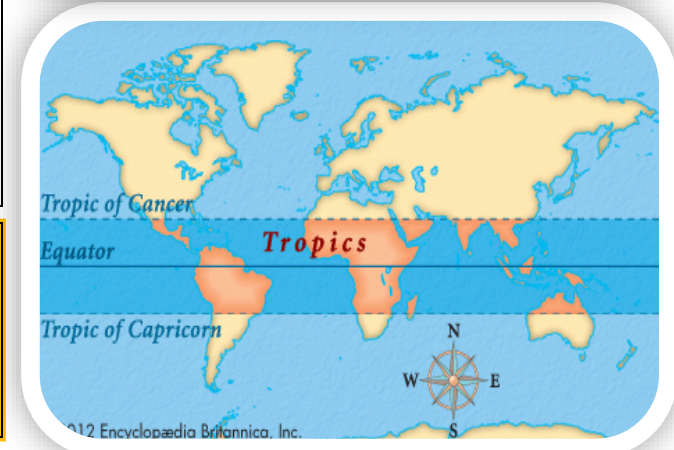 Tropic of Cancer
Tropics
Equator
Tropic of Capricorn
N
W E
S
012 Encyclopædia Britannica, Inc.